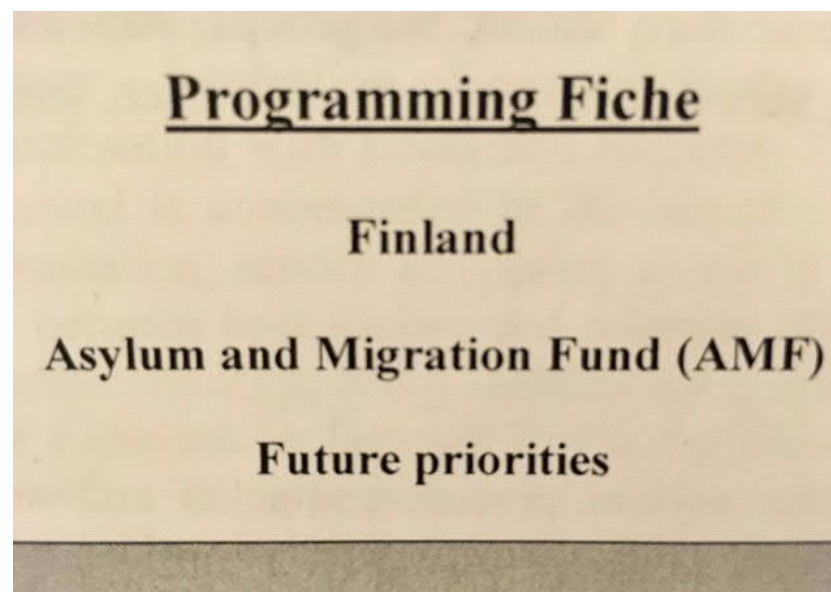 Programming Fiche
Finland
Asylum and Migration Fund (AMF)
Future priorities